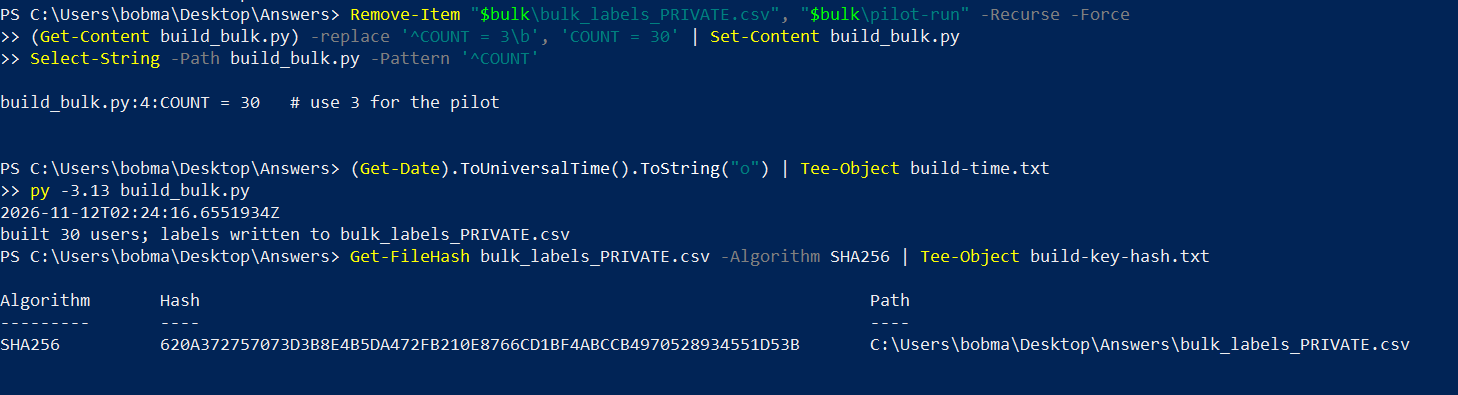 PS C:\Users\bobma\Desktop\Answers> Remove-Item "$bulk\bulk_labels_PRIVATE.csv", "$bulk\pilot-run" -Recurse -Force
>> (Get-Content build_bulk.py) -replace '^COUNT = 3\b', 'COUNT = 30' | Set-Content build_bulk.py
>> Select-String -Path build_bulk.py -Pattern '^COUNT'
build_bulk.py:4:COUNT = 30   # use 3 for the pilot
PS C:\Users\bobma\Desktop\Answers> (Get-Date).ToUniversalTime().ToString("o") | Tee-Object build-time.txt
>> py -3.13 build_bulk.py
2026-11-12T02:24:16.6551934Z
built 30 users; labels written to bulk_labels_PRIVATE.csv
PS C:\Users\bobma\Desktop\Answers> Get-FileHash bulk_labels_PRIVATE.csv -Algorithm SHA256 | Tee-Object build-key-hash.txt
Algorithm       Hash                                                                   Path
---------       ----                                                                   ----
SHA256          620A372757073D3B8E4B5DA472FB210E8766CD1BF4ABCCB4970528934551D53B       C:\Users\bobma\Desktop\Answers\bulk_labels_PRIVATE.csv